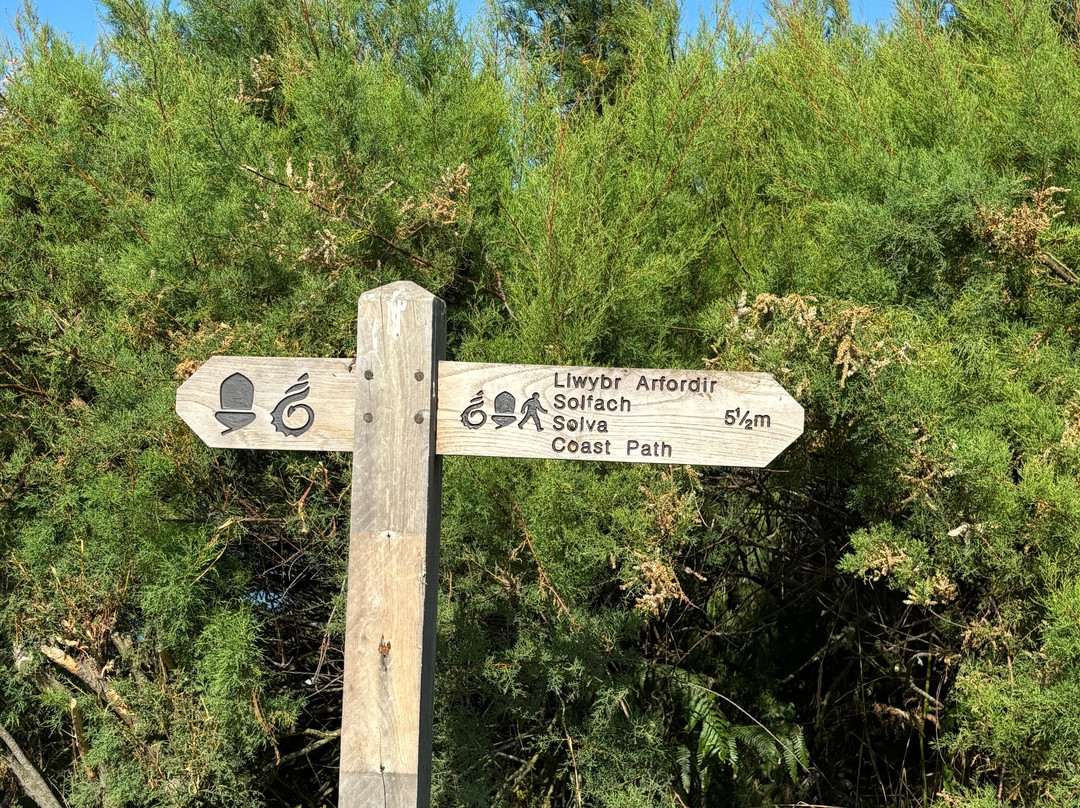 Llwybr Arfordir
Solfach
Solva
Coast Path
5½m